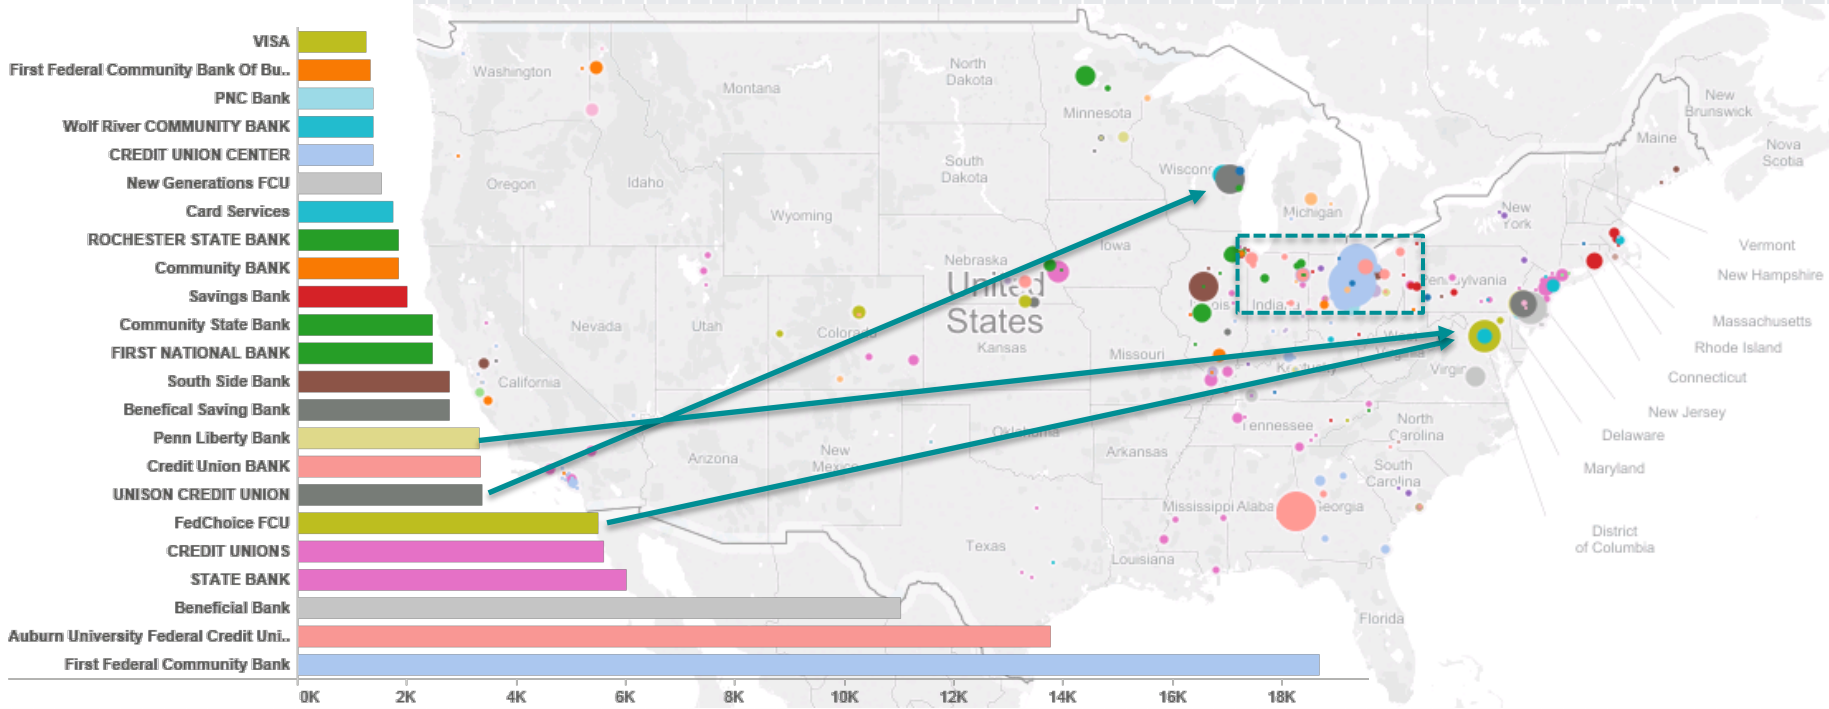 VISA
First Federal Community Bank Of Bu..
PNC Bank
Wolf River COMMUNITY BANK
CREDIT UNION CENTER
New Generations FCU
Card Services
ROCHESTER STATE BANK
Community BANK
Savings Bank
Community State Bank
FIRST NATIONAL BANK
South Side Bank
Benefical Saving Bank
Penn Liberty Bank
Credit Union BANK
UNISON CREDIT UNION
FedChoice FCU
CREDIT UNIONS
STATE BANK
Beneficial Bank
Auburn University Federal Credit Uni..
First Federal Community Bank
0K 2K 4K 6K 8K 10K 12K 14K 16K 18K
Washington
Montana
North
Dakota
Minnesota
Oregon
Idaho
South
Dakota
Wiscons
Wyoming
Michigan
New
York
Maine
New
Brunswick
Nova
Scotia
Iowa
Nebraska
United
States
Nevada
Utah
Colorado
Kansas
Missouri
India
Kentucky
West
Virginia
Virgin
California
Arizona
New
Mexico
Oklahoma
Arkansas
Tennessee
North
Carolina
South
Carolina
Mississippi
Alaba
Georgia
Texas
Louisiana
Florida
Vermont
New Hampshire
Massachusetts
Rhode Island
Connecticut
New Jersey
Delaware
Maryland
District
of Columbia